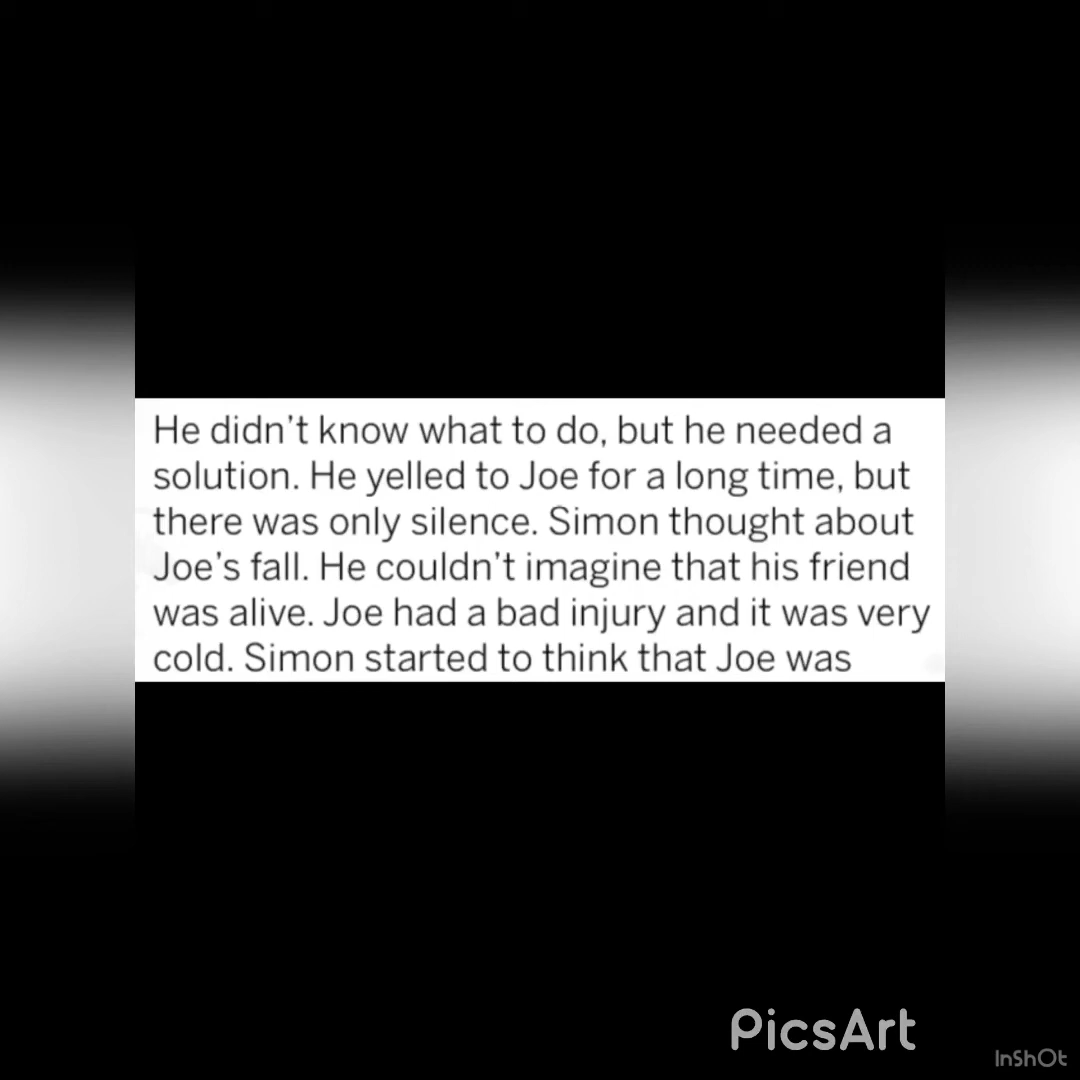 He didn't know what to do, but he needed a
solution. He yelled to Joe for a long time, but
there was only silence. Simon thought about
Joe's fall. He couldn't imagine that his friend
was alive. Joe had a bad injury and it was very
cold. Simon started to think that Joe was
PicsArt
InShOt